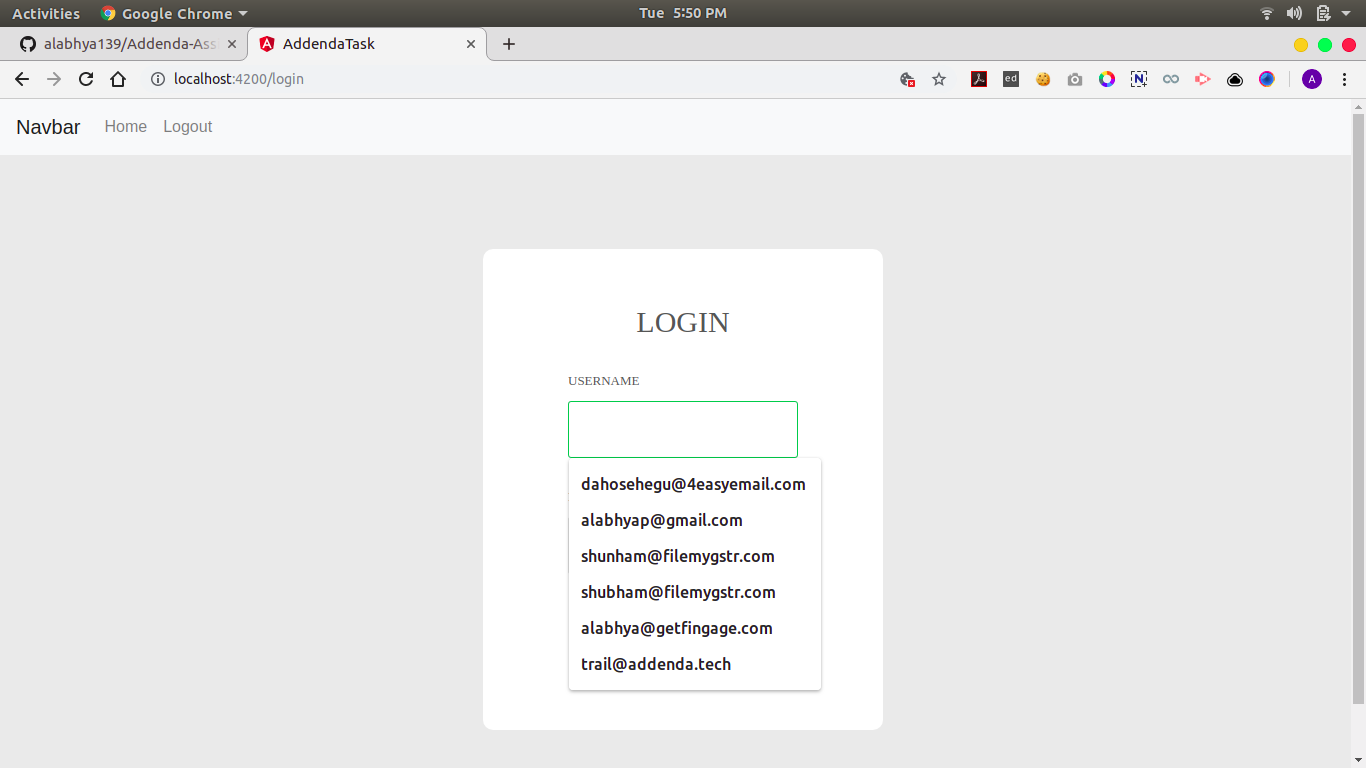 Activities Google Chrome Tue 5:50 PM
alabhya139/Addenda-Ass AddendaTask
localhost:4200/login ed N A
Navbar Home Logout
LOGIN
USERNAME
dahosehegu@4easyemail.com
alabhyap@gmail.com
shunham@filemygstr.com
shubham@filemygstr.com
alabhya@getfingage.com
trail@addenda.tech